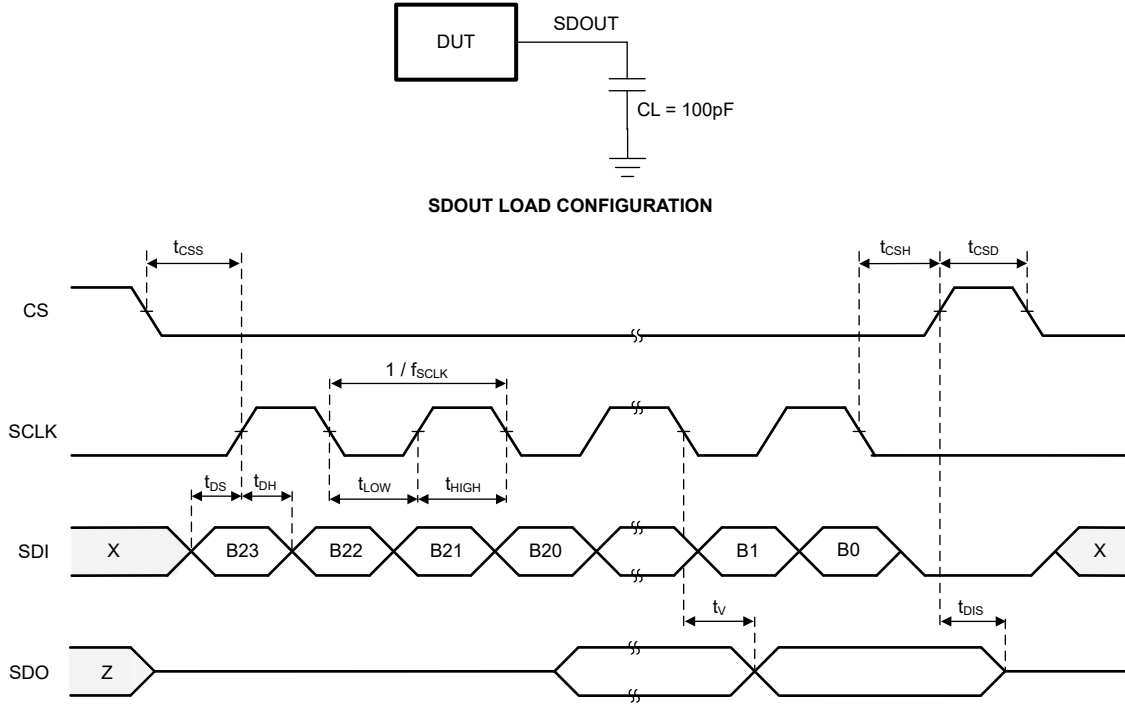 SDOUT
DUT
CL = 100pF
SDOUT LOAD CONFIGURATION
tCSS tCSH tCSD
CS
1 / fSCLK
SCLK
tDS tDH tLOW tHIGH
SDI X B23 B22 B21 B20 B1 B0 X
tV tDIS
SDO Z